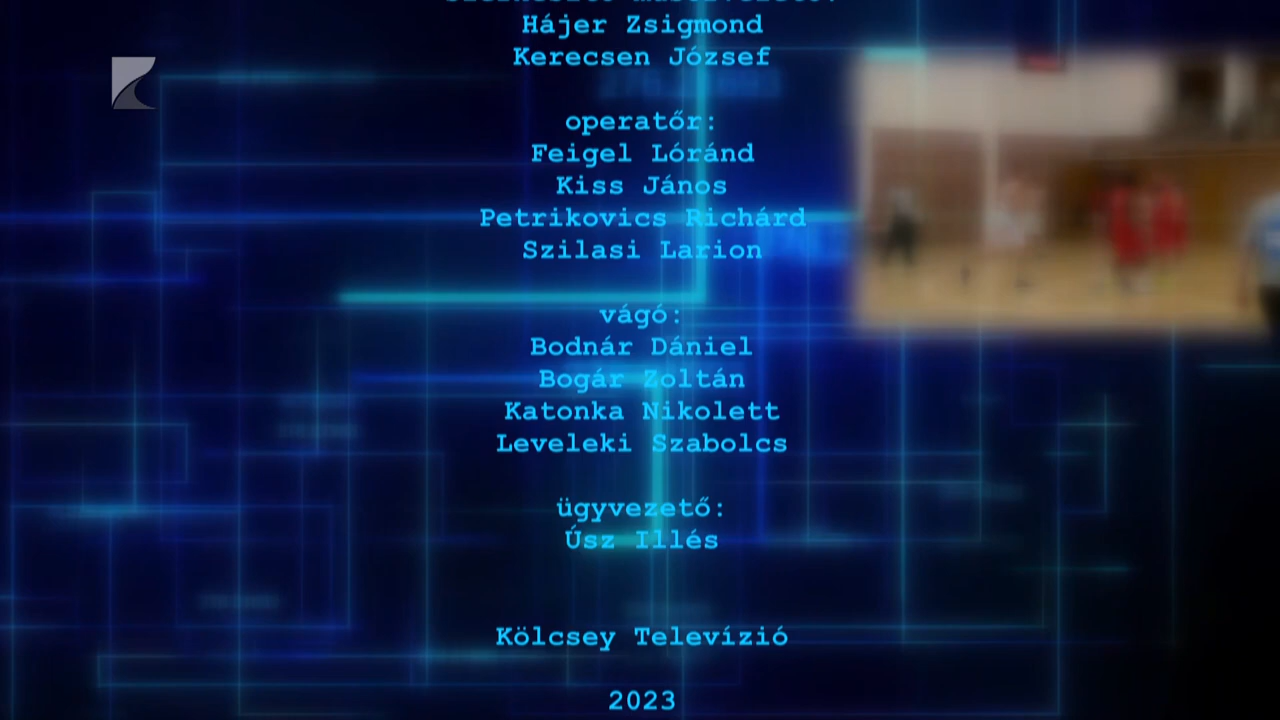 Hájer Zsigmond
Kerecsen József
operatőr:
Feigel Lóránd
Kiss János
Petrikovics Richárd
Szilasi Larion
vágó:
Bodnár Dániel
Bogár Zoltán
Katonka Nikolett
Leveleki Szabolcs
ügyvezető:
Úsz Illés
Kölcsey Televízió
2023